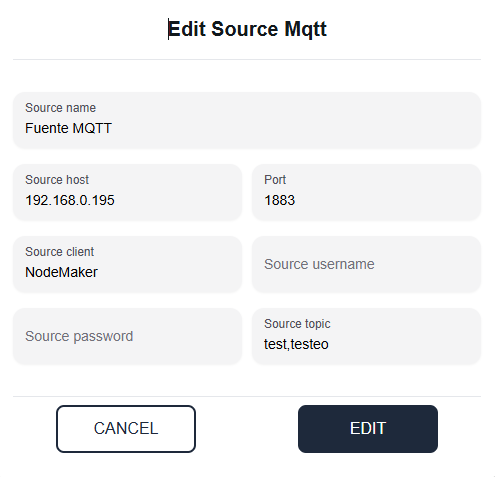 Edit Source Mqtt
Source name
Fuente MQTT
Source host
192.168.0.195
Port
1883
Source client
NodeMaker
Source username
Source password
Source topic
test,testeo
CANCEL
EDIT